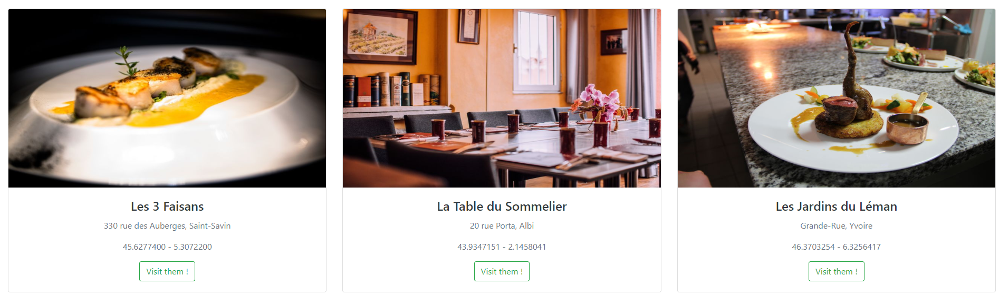 Les 3 Faisans
330 rue des Auberges, Saint-Savin
45.6277400 - 5.3072200
Visit them !
La Table du Sommelier
20 rue Porta, Albi
43.9347151 - 2.1458041
Visit them !
Les Jardins du Léman
Grande-Rue, Yvoire
46.3703254 - 6.3256417
Visit them !